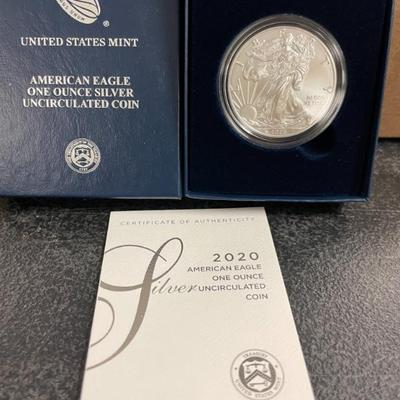 UNITED STATES MINT
AMERICAN EAGLE
ONE OUNCE SILVER
UNCIRCULATED COIN
CERTIFICATE OF AUTHENTICITY
2020
AMERICAN EAGLE
ONE OUNCE
Silver UNCIRCULATED
COIN